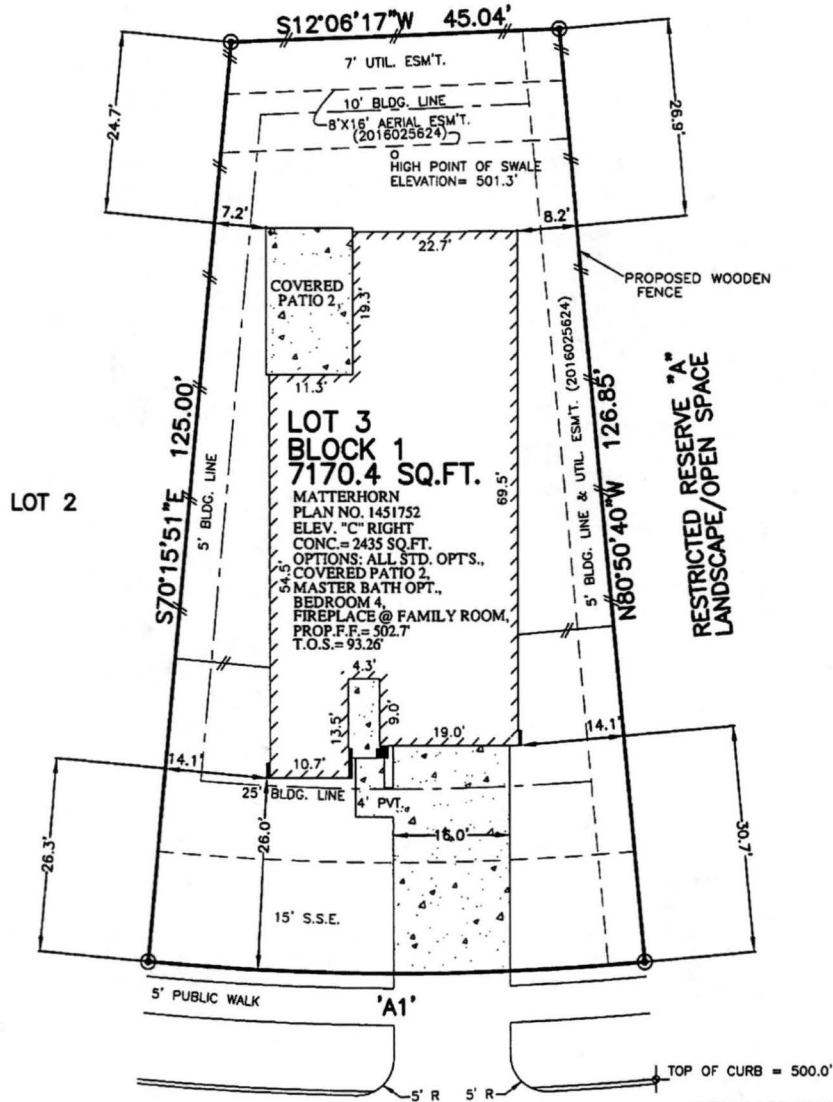 S12°06'17"W 45.04'
7' UTIL. ESM'T.
10' BLDG. LINE
8'X16' AERIAL ESM'T.
(2016025624)
HIGH POINT OF SWALE
ELEVATION= 501.3'
24.7'
26.9'
7.2'
8.2'
22.7'
PROPOSED WOODEN
FENCE
COVERED
PATIO 2,
19.3'
11.3'
S70°15'51"E 125.00'
5' BLDG. LINE
LOT 2
LOT 3
BLOCK 1
7170.4 SQ.FT.
MATTERHORN
PLAN NO. 1451752
ELEV. "C" RIGHT
CONC.= 2435 SQ.FT.
OPTIONS: ALL STD. OPT'S.,
COVERED PATIO 2,
MASTER BATH OPT.,
BEDROOM 4,
FIREPLACE @ FAMILY ROOM,
PROP.F.F.= 502.7'
T.O.S.= 93.26'
54.5'
69.5'
5' BLDG. LINE & UTIL. ESM'T. (2016025624)
N80°50'40"W 126.85'
RESTRICTED RESERVE "A"
LANDSCAPE/OPEN SPACE
4.3'
13.5'
9.0'
19.0'
10.7'
14.1'
14.1'
25' BLDG. LINE
4' PVT.
26.3'
26.0'
16.0'
30.7'
15' S.S.E.
5' PUBLIC WALK
'A1'
5' R
5' R
TOP OF CURB = 500.0'